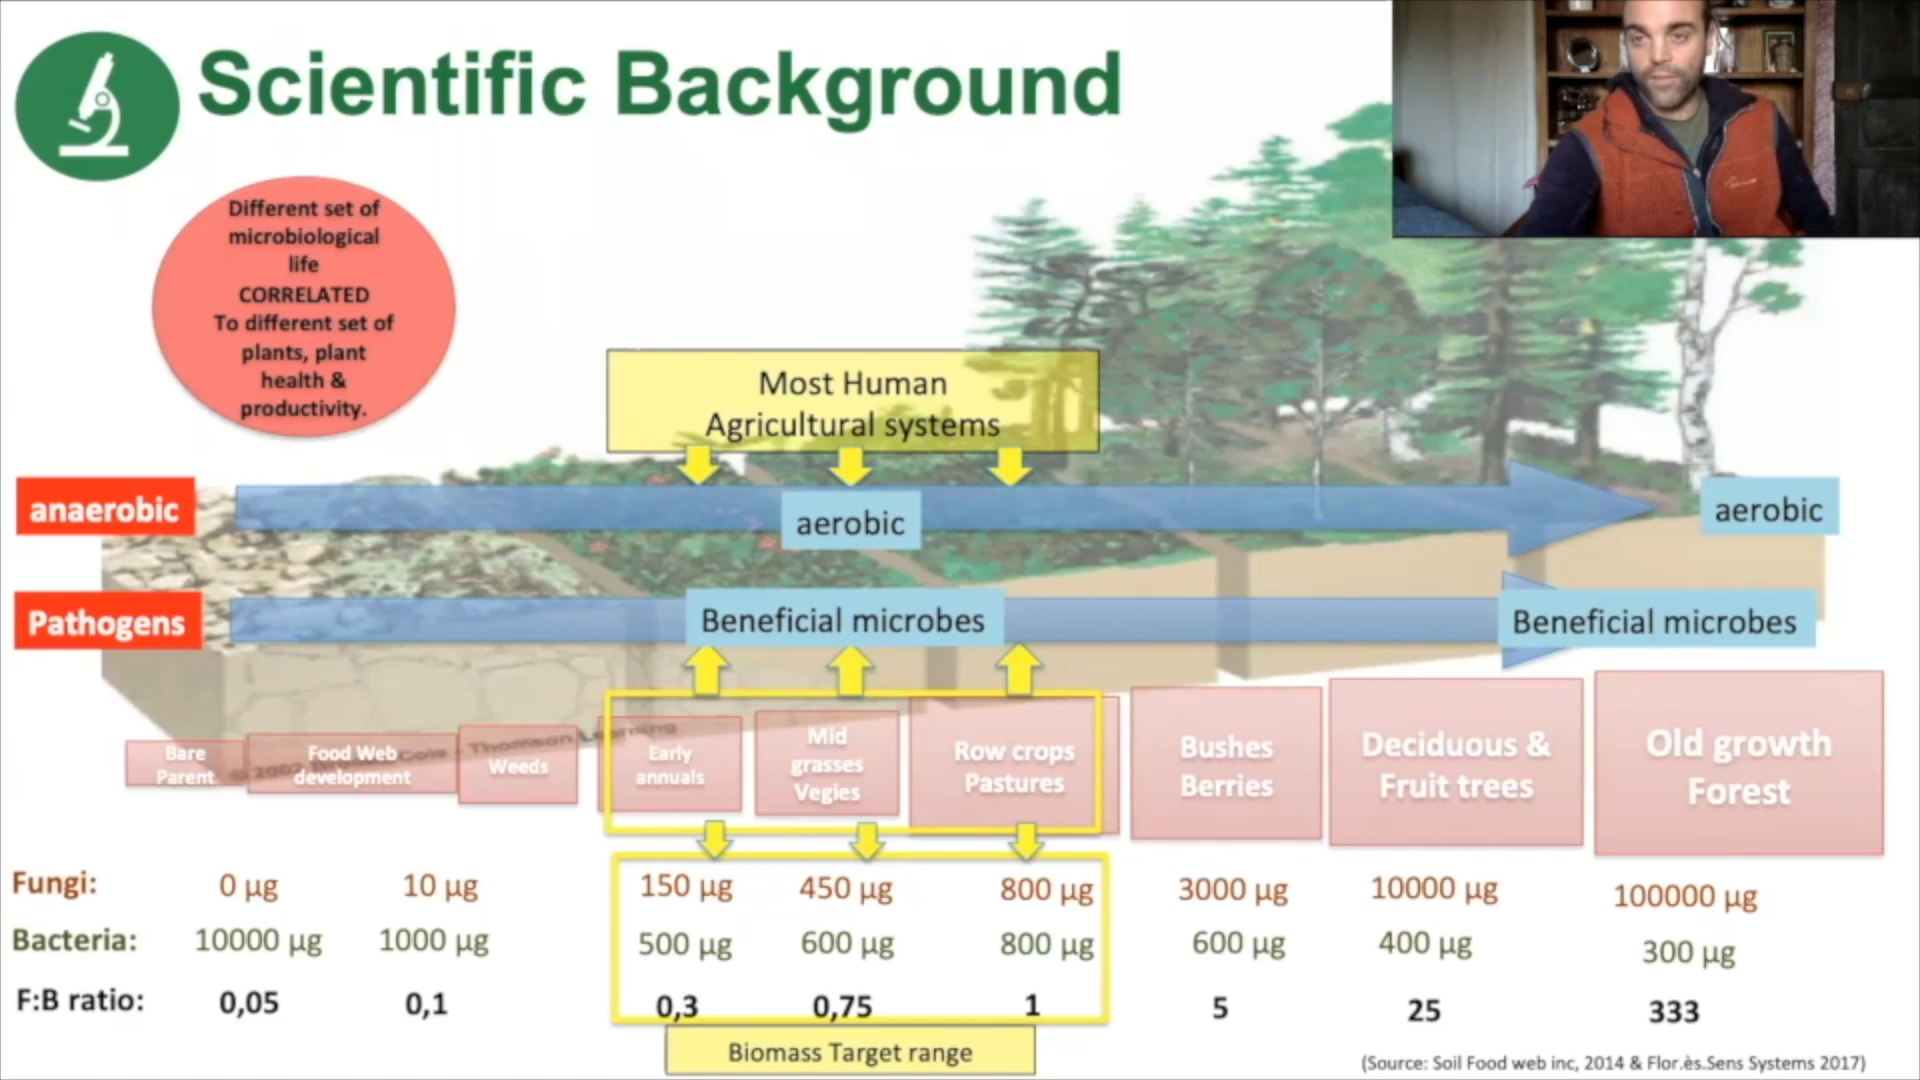 Scientific Background
Different set of
microbiological
life
CORRELATED
To different set of
plants, plant
health &
productivity.
Most Human
Agricultural systems
anaerobic
aerobic
aerobic
Pathogens
Beneficial microbes
Beneficial microbes
Bare
Parent
Food Web
development
Weeds
Early
annuals
Mid
grasses
Vegies
Row crops
Pastures
Bushes
Berries
Deciduous &
Fruit trees
Old growth
Forest
© 2002 Cole - Thomson Learning
Fungi: 0 µg 10 µg 150 µg 450 µg 800 µg 3000 µg 10000 µg 100000 µg
Bacteria: 10000 µg 1000 µg 500 µg 600 µg 800 µg 600 µg 400 µg 300 µg
F:B ratio: 0,05 0,1 0,3 0,75 1 5 25 333
Biomass Target range
(Source: Soil Food web inc, 2014 & Flor.ès.Sens Systems 2017)